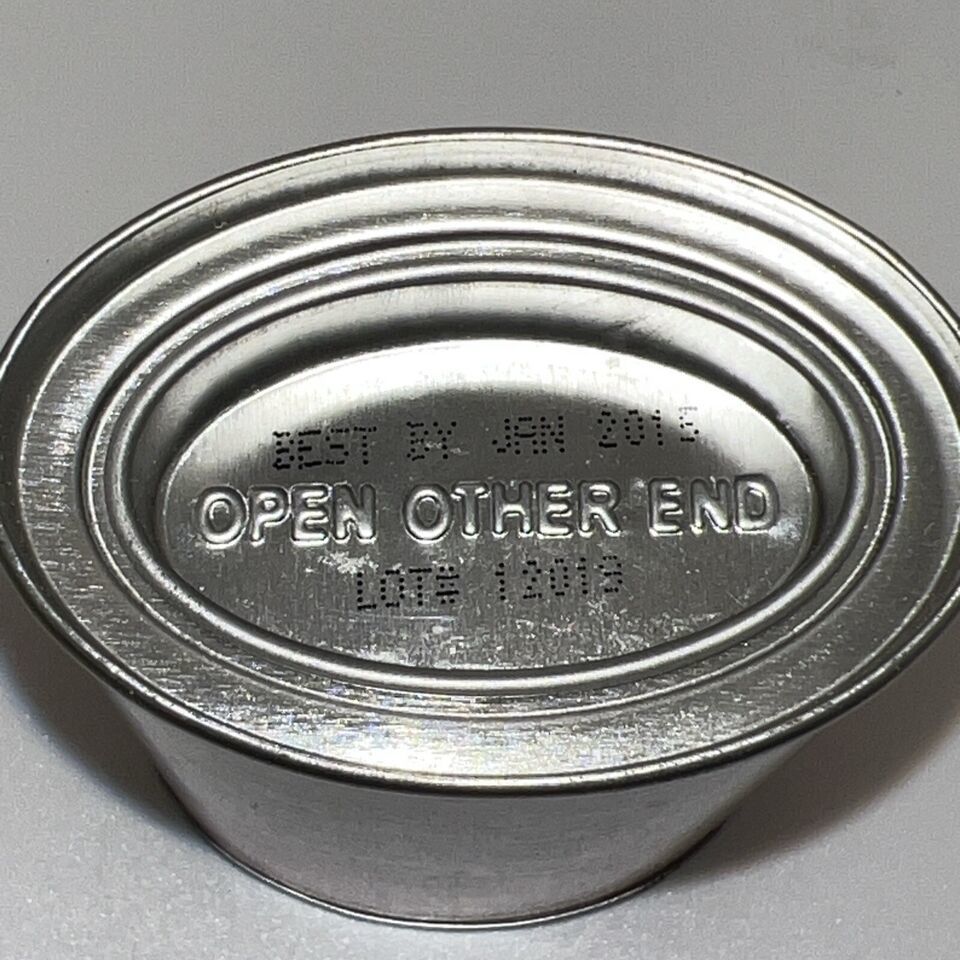 BEST BY JAN 2015
OPEN OTHER END
LOT# 12013